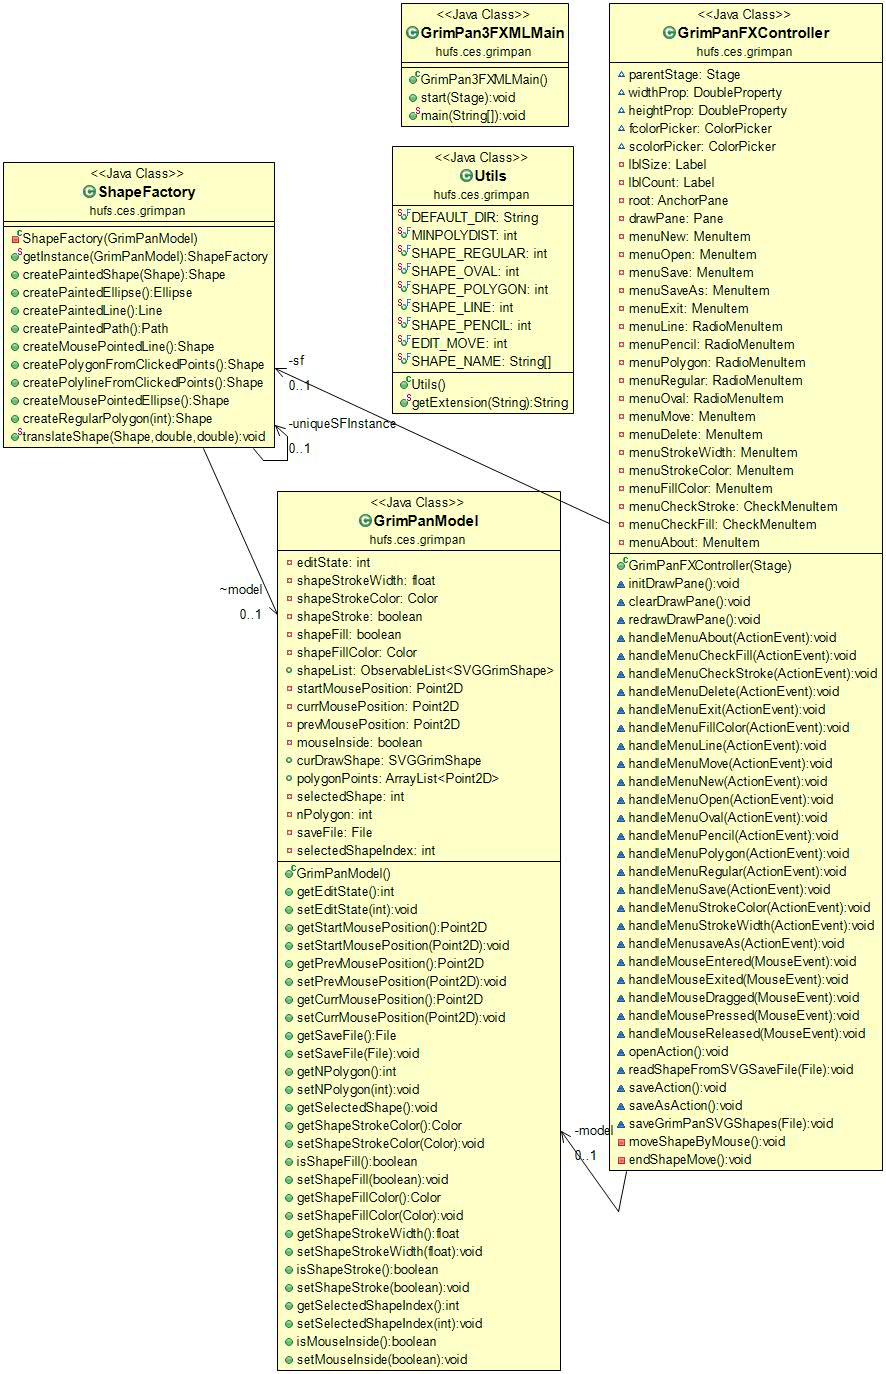 <<Java Class>>
GrimPan3FXMLMain
hufs.ces.grimpan
GrimPan3FXMLMain()
start(Stage):void
main(String[]):void
<<Java Class>>
GrimPanFXController
hufs.ces.grimpan
parentStage: Stage
widthProp: DoubleProperty
heightProp: DoubleProperty
fcolorPicker: ColorPicker
scolorPicker: ColorPicker
lblSize: Label
lblCount: Label
root: AnchorPane
drawPane: Pane
menuNew: MenuItem
menuOpen: MenuItem
menuSave: MenuItem
menuSaveAs: MenuItem
menuExit: MenuItem
menuLine: RadioMenuItem
menuPencil: RadioMenuItem
menuPolygon: RadioMenuItem
menuRegular: RadioMenuItem
menuOval: RadioMenuItem
menuMove: MenuItem
menuDelete: MenuItem
menuStrokeWidth: MenuItem
menuStrokeColor: MenuItem
menuFillColor: MenuItem
menuCheckStroke: CheckMenuItem
menuCheckFill: CheckMenuItem
menuAbout: MenuItem
GrimPanFXController(Stage)
initDrawPane():void
clearDrawPane():void
redrawDrawPane():void
handleMenuAbout(ActionEvent):void
handleMenuCheckFill(ActionEvent):void
handleMenuCheckStroke(ActionEvent):void
handleMenuDelete(ActionEvent):void
handleMenuExit(ActionEvent):void
handleMenuFillColor(ActionEvent):void
handleMenuLine(ActionEvent):void
handleMenuMove(ActionEvent):void
handleMenuNew(ActionEvent):void
handleMenuOpen(ActionEvent):void
handleMenuOval(ActionEvent):void
handleMenuPencil(ActionEvent):void
handleMenuPolygon(ActionEvent):void
handleMenuRegular(ActionEvent):void
handleMenuSave(ActionEvent):void
handleMenuStrokeColor(ActionEvent):void
handleMenuStrokeWidth(ActionEvent):void
handleMenusaveAs(ActionEvent):void
handleMouseEntered(MouseEvent):void
handleMouseExited(MouseEvent):void
handleMouseDragged(MouseEvent):void
handleMousePressed(MouseEvent):void
handleMouseReleased(MouseEvent):void
openAction():void
readShapeFromSVGSaveFile(File):void
saveAction():void
saveAsAction():void
saveGrimPanSVGShapes(File):void
moveShapeByMouse():void
endShapeMove():void
<<Java Class>>
Utils
hufs.ces.grimpan
DEFAULT_DIR: String
MINPOLYDIST: int
SHAPE_REGULAR: int
SHAPE_OVAL: int
SHAPE_POLYGON: int
SHAPE_LINE: int
SHAPE_PENCIL: int
EDIT_MOVE: int
SHAPE_NAME: String[]
Utils()
getExtension(String):String
<<Java Class>>
ShapeFactory
hufs.ces.grimpan
ShapeFactory(GrimPanModel)
getInstance(GrimPanModel):ShapeFactory
createPaintedShape(Shape):Shape
createPaintedEllipse():Ellipse
createPaintedLine():Line
createPaintedPath():Path
createMousePointedLine():Shape
createPolygonFromClickedPoints():Shape
createPolylineFromClickedPoints():Shape
createMousePointedEllipse():Shape
createRegularPolygon(int):Shape
translateShape(Shape,double,double):void
-sf
0..1
-uniqueSFInstance
0..1
~model
0..1
<<Java Class>>
GrimPanModel
hufs.ces.grimpan
editState: int
shapeStrokeWidth: float
shapeStrokeColor: Color
shapeStroke: boolean
shapeFill: boolean
shapeFillColor: Color
shapeList: ObservableList<SVGGrimShape>
startMousePosition: Point2D
currMousePosition: Point2D
prevMousePosition: Point2D
mouseInside: boolean
curDrawShape: SVGGrimShape
polygonPoints: ArrayList<Point2D>
selectedShape: int
nPolygon: int
saveFile: File
selectedShapeIndex: int
GrimPanModel()
getEditState():int
setEditState(int):void
getStartMousePosition():Point2D
setStartMousePosition(Point2D):void
getPrevMousePosition():Point2D
setPrevMousePosition(Point2D):void
getCurrMousePosition():Point2D
setCurrMousePosition(Point2D):void
getSaveFile():File
setSaveFile(File):void
getNPolygon():int
setNPolygon(int):void
getSelectedShape():void
getShapeStrokeColor():Color
setShapeStrokeColor(Color):void
isShapeFill():boolean
setShapeFill(boolean):void
getShapeFillColor():Color
setShapeFillColor(Color):void
getShapeStrokeWidth():float
setShapeStrokeWidth(float):void
isShapeStroke():boolean
setShapeStroke(boolean):void
getSelectedShapeIndex():int
setSelectedShapeIndex(int):void
isMouseInside():boolean
setMouseInside(boolean):void
-model
0..1